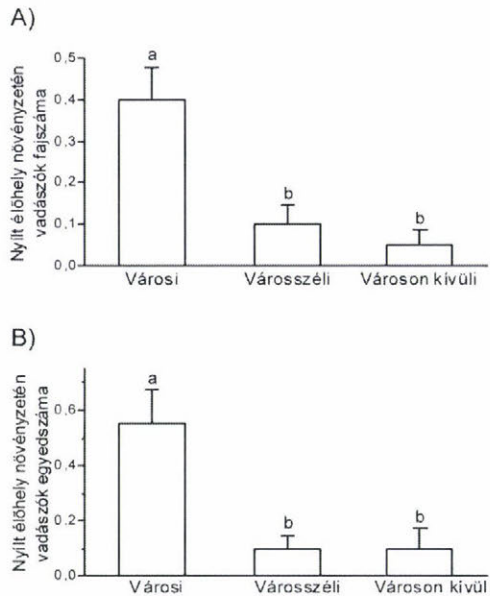 A)
Nyílt élőhely növényzetén
vadászók fajszáma
0,5
0,4
0,3
0,2
0,1
0,0
a
b
b
Városi
Városszéli
Városon kívüli
B)
Nyílt élőhely növényzetén
vadászók egyedszáma
0,6
0,4
0,2
0,0
a
b
b
Városi
Városszéli
Városon kívül